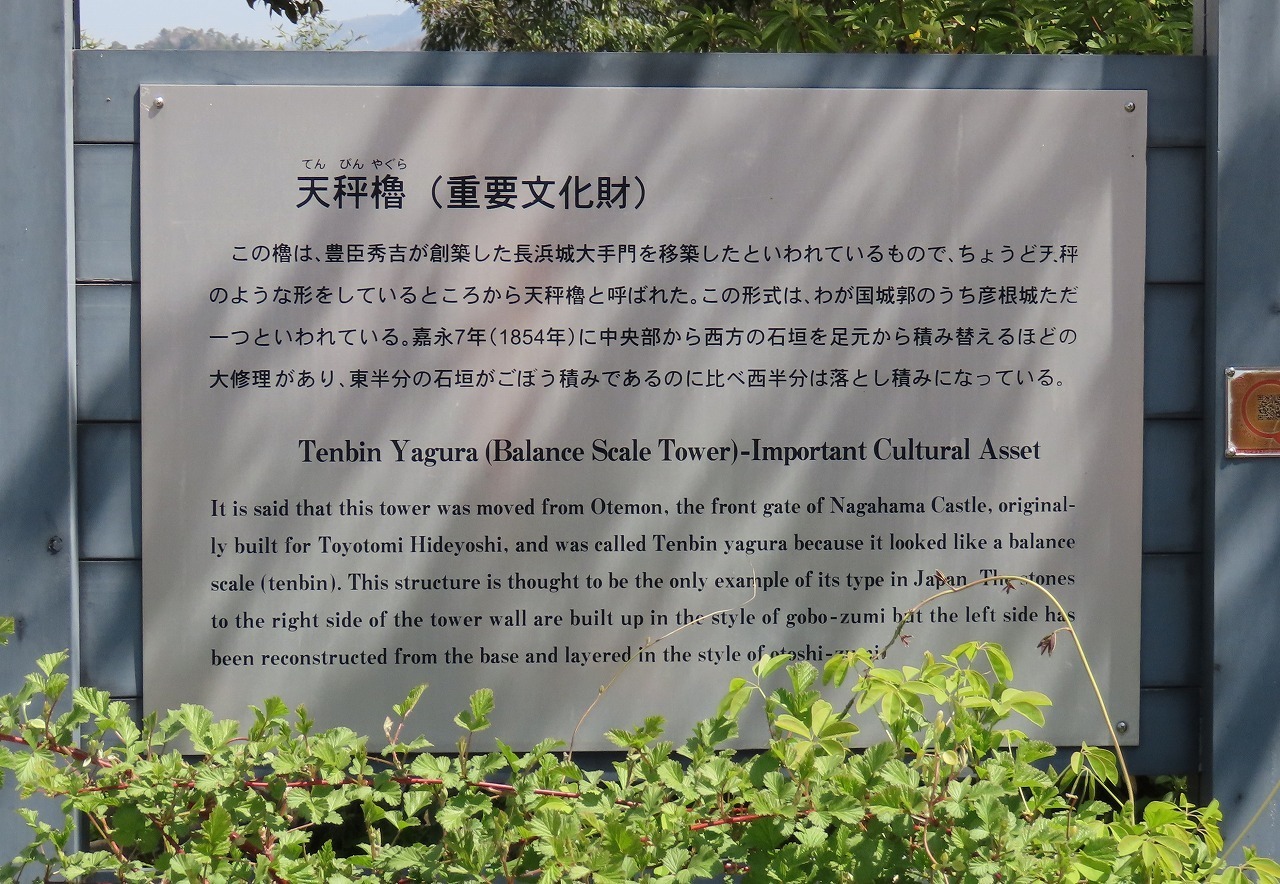 てん びん やぐら
天秤櫓（重要文化財）
この櫓は、豊臣秀吉が創築した長浜城大手門を移築したといわれているもので、ちょうど天秤
のような形をしているところから天秤櫓と呼ばれた。この形式は、わが国城郭のうち彦根城ただ
一つといわれている。嘉永7年（1854年）に中央部から西方の石垣を足元から積み替えるほどの
大修理があり、東半分の石垣がごぼう積みであるのに比べ西半分は落とし積みになっている。
Tenbin Yagura (Balance Scale Tower)-Important Cultural Asset
It is said that this tower was moved from Otemon, the front gate of Nagahama Castle, original-
ly built for Toyotomi Hideyoshi, and was called Tenbin yagura because it looked like a balance
scale (tenbin). This structure is thought to be the only example of its type in Japan. The stones
to the right side of the tower wall are built up in the style of gobo-zumi but the left side has
been reconstructed from the base and layered in the style of otoshi-zumi.